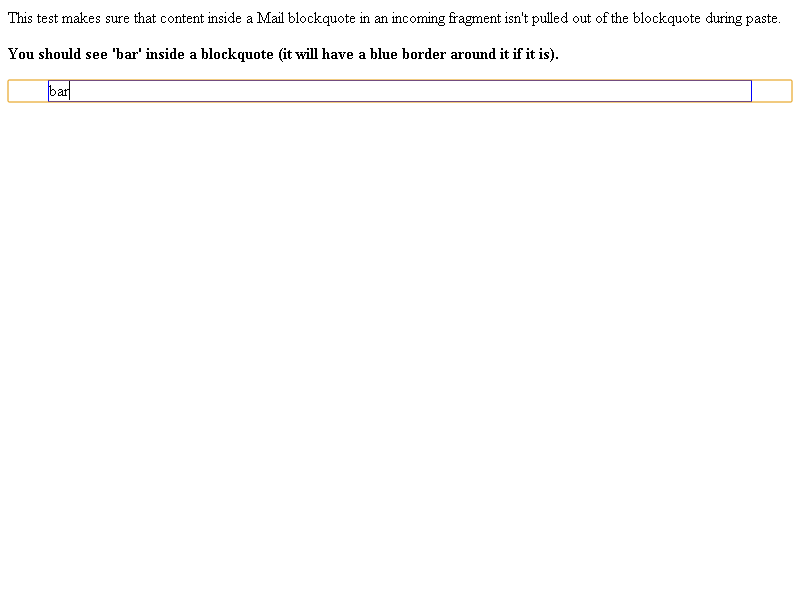 This test makes sure that content inside a Mail blockquote in an incoming fragment isn't pulled out of the blockquote during paste.
You should see 'bar' inside a blockquote (it will have a blue border around it if it is).
bar